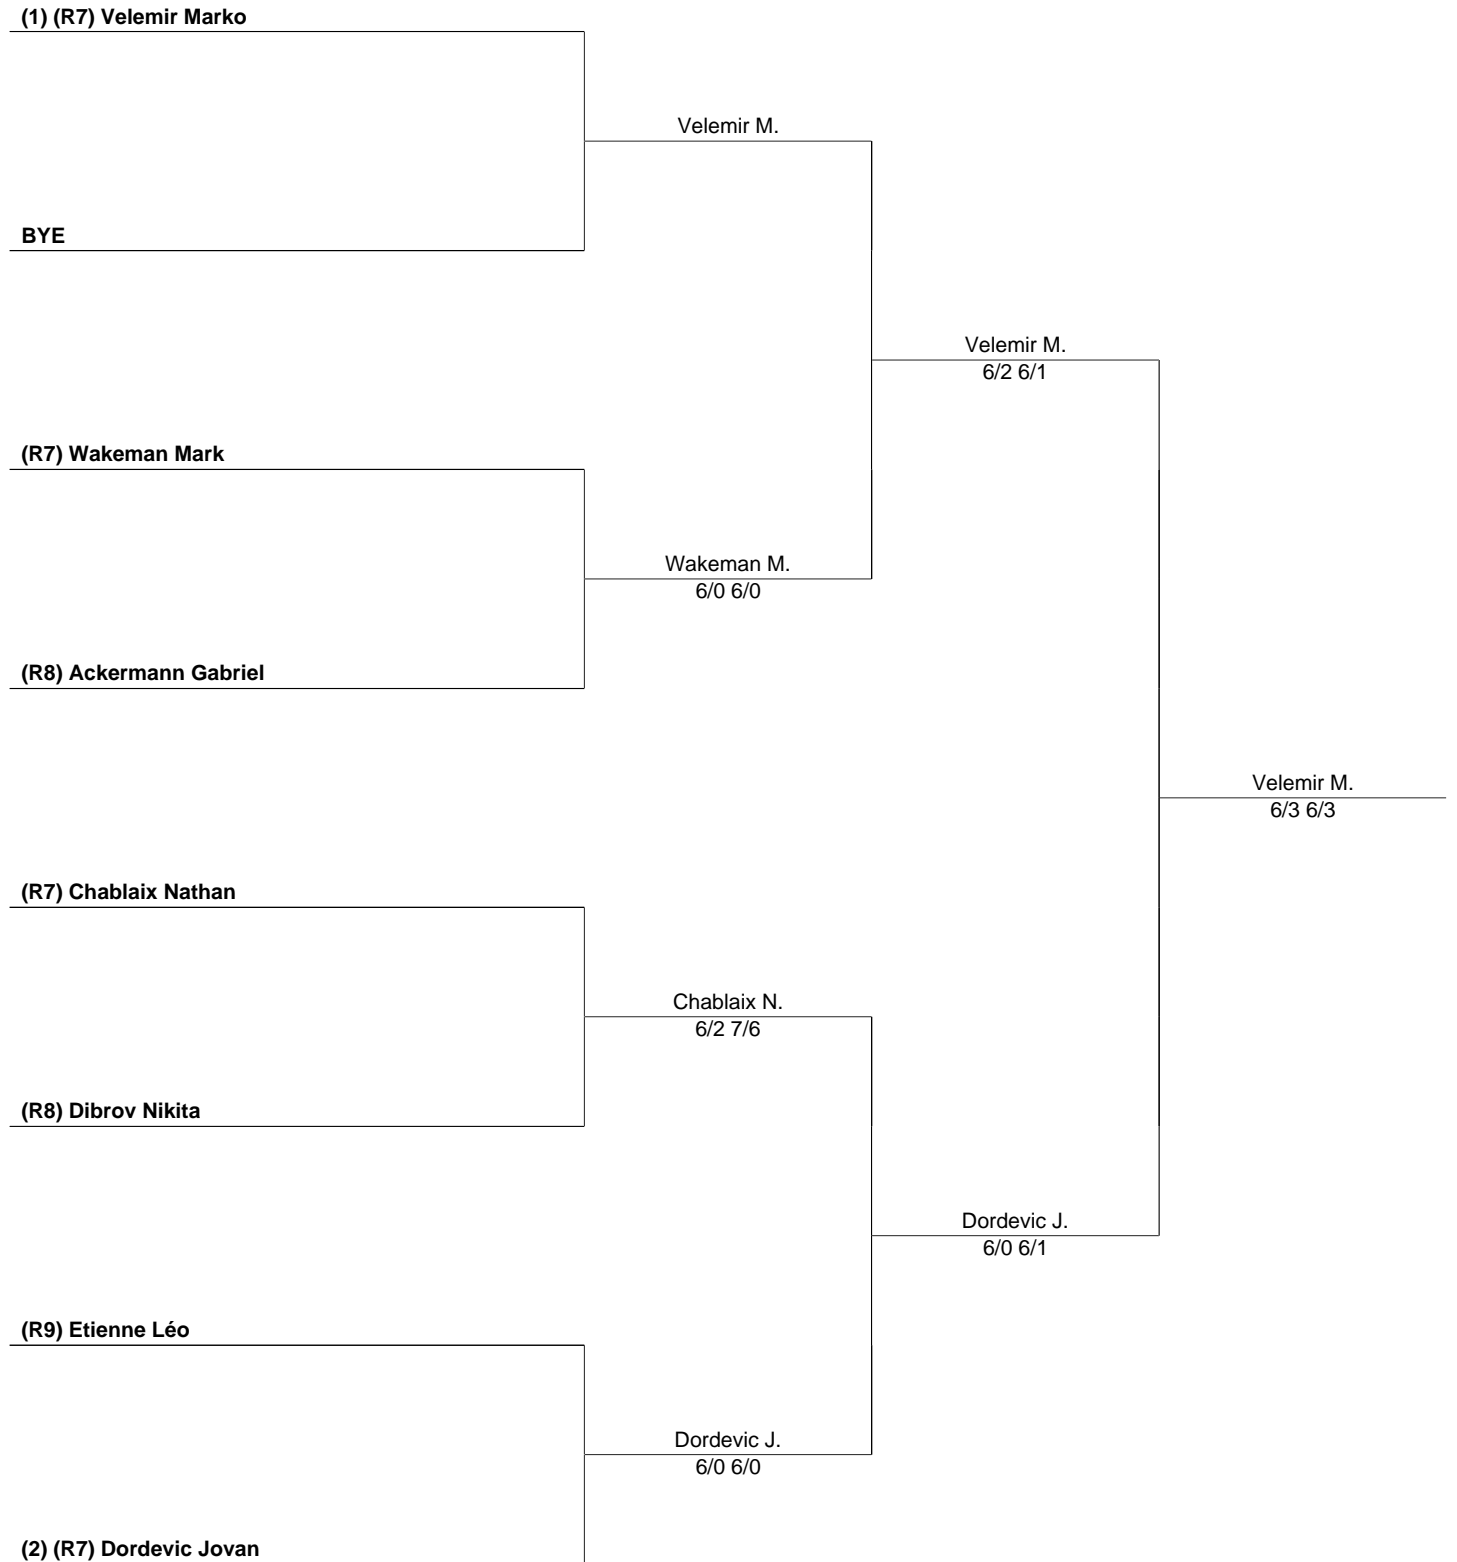 (1) (R7) Velemir Marko
Velemir M.
BYE
Velemir M.
6/2 6/1
(R7) Wakeman Mark
Wakeman M.
6/0 6/0
(R8) Ackermann Gabriel
Velemir M.
6/3 6/3
(R7) Chablaix Nathan
Chablaix N.
6/2 7/6
(R8) Dibrov Nikita
Dordevic J.
6/0 6/1
(R9) Etienne Léo
Dordevic J.
6/0 6/0
(2) (R7) Dordevic Jovan